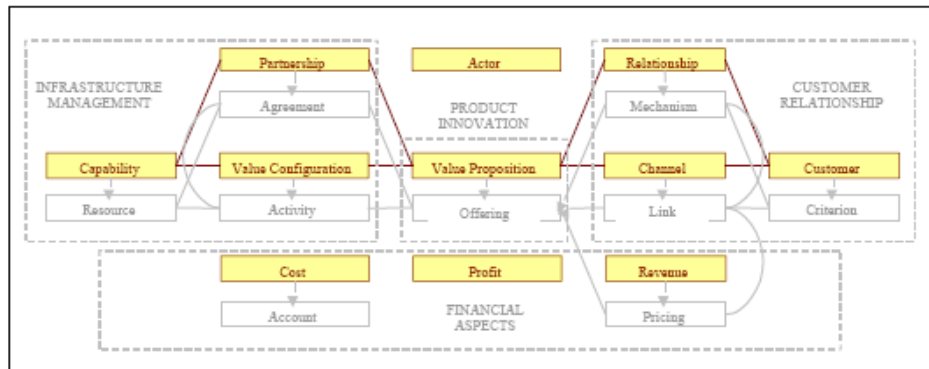 Partnership
Actor
Relationship
INFRASTRUCTURE
MANAGEMENT
CUSTOMER
RELATIONSHIP
Agreement
PRODUCT
INNOVATION
Mechanism
Capability
Value Configuration
Value Proposition
Channel
Customer
Resource
Activity
Offering
Link
Criterion
Cost
Profit
Revenue
Account
FINANCIAL
ASPECTS
Pricing